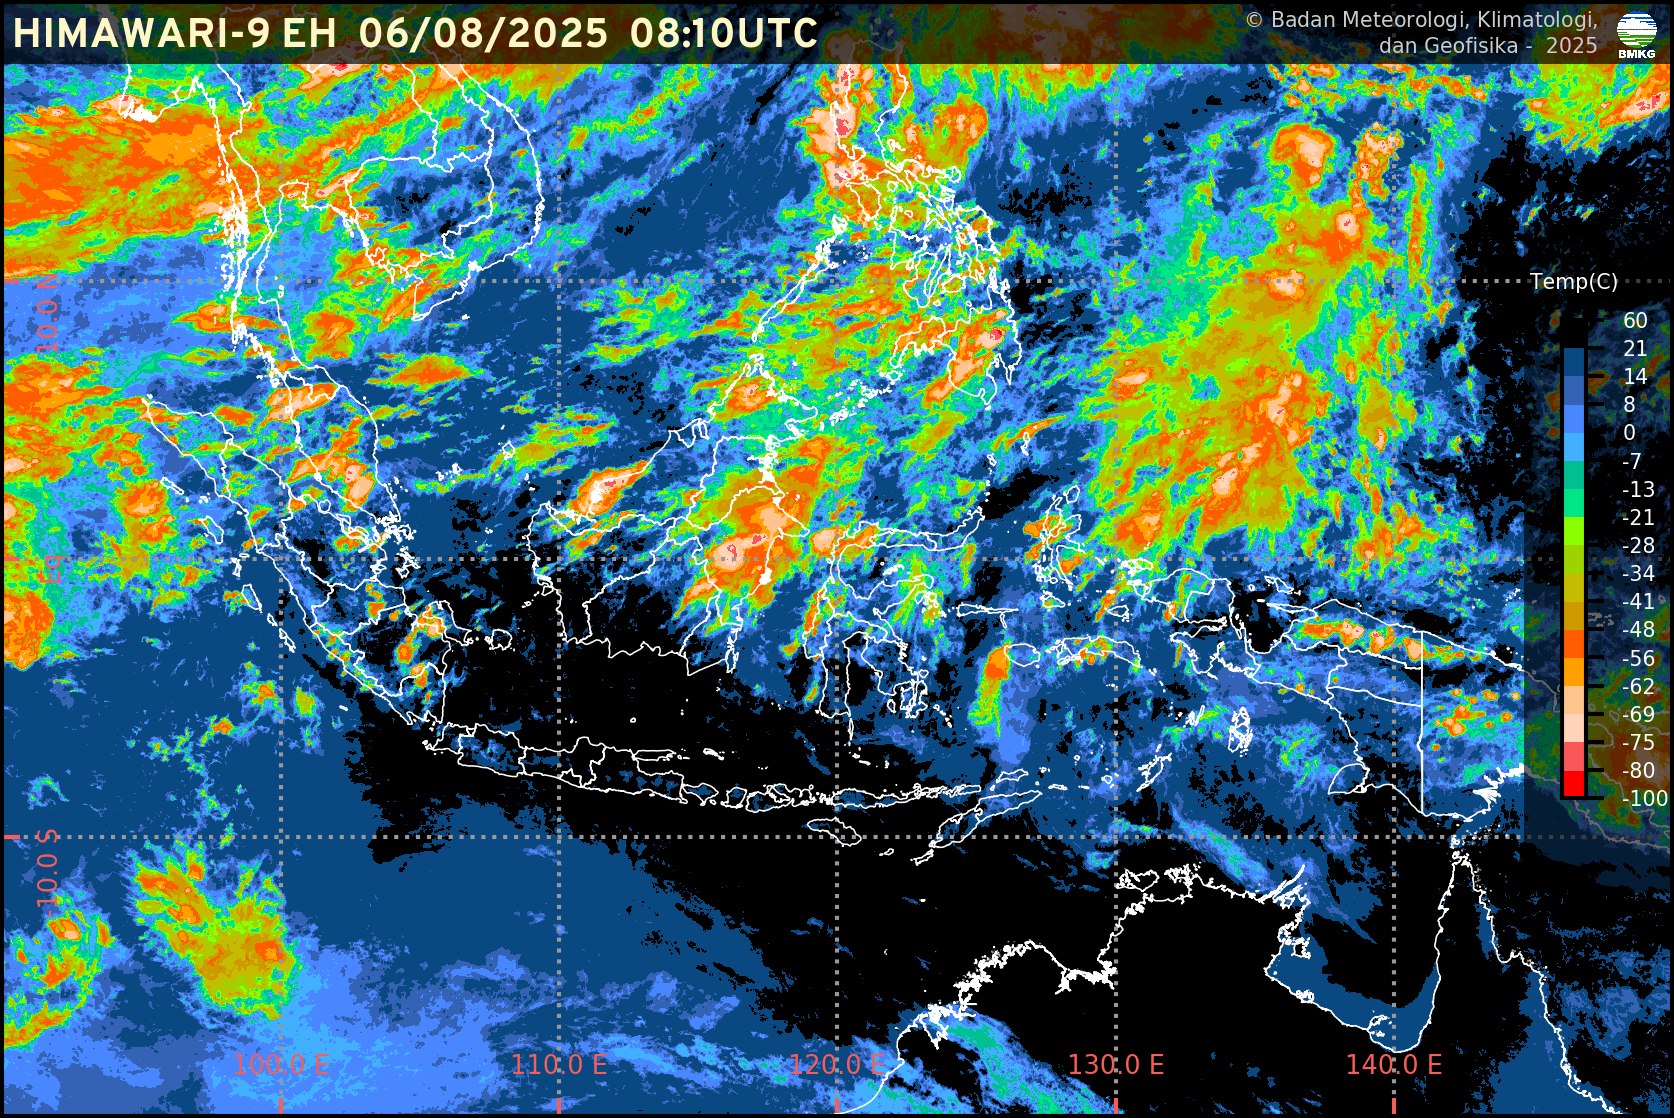 HIMAWARI-9 EH 06/08/2025 08:10UTC
© Badan Meteorologi, Klimatologi,
dan Geofisika - 2025
BMKG
Temp(C)
60
21
14
8
0
-7
-13
-21
-28
-34
-41
-48
-56
-62
-69
-75
-80
-100
10.0 N
Eq
-10.0 S
100.0 E
110.0 E
120.0 E
130.0 E
140.0 E